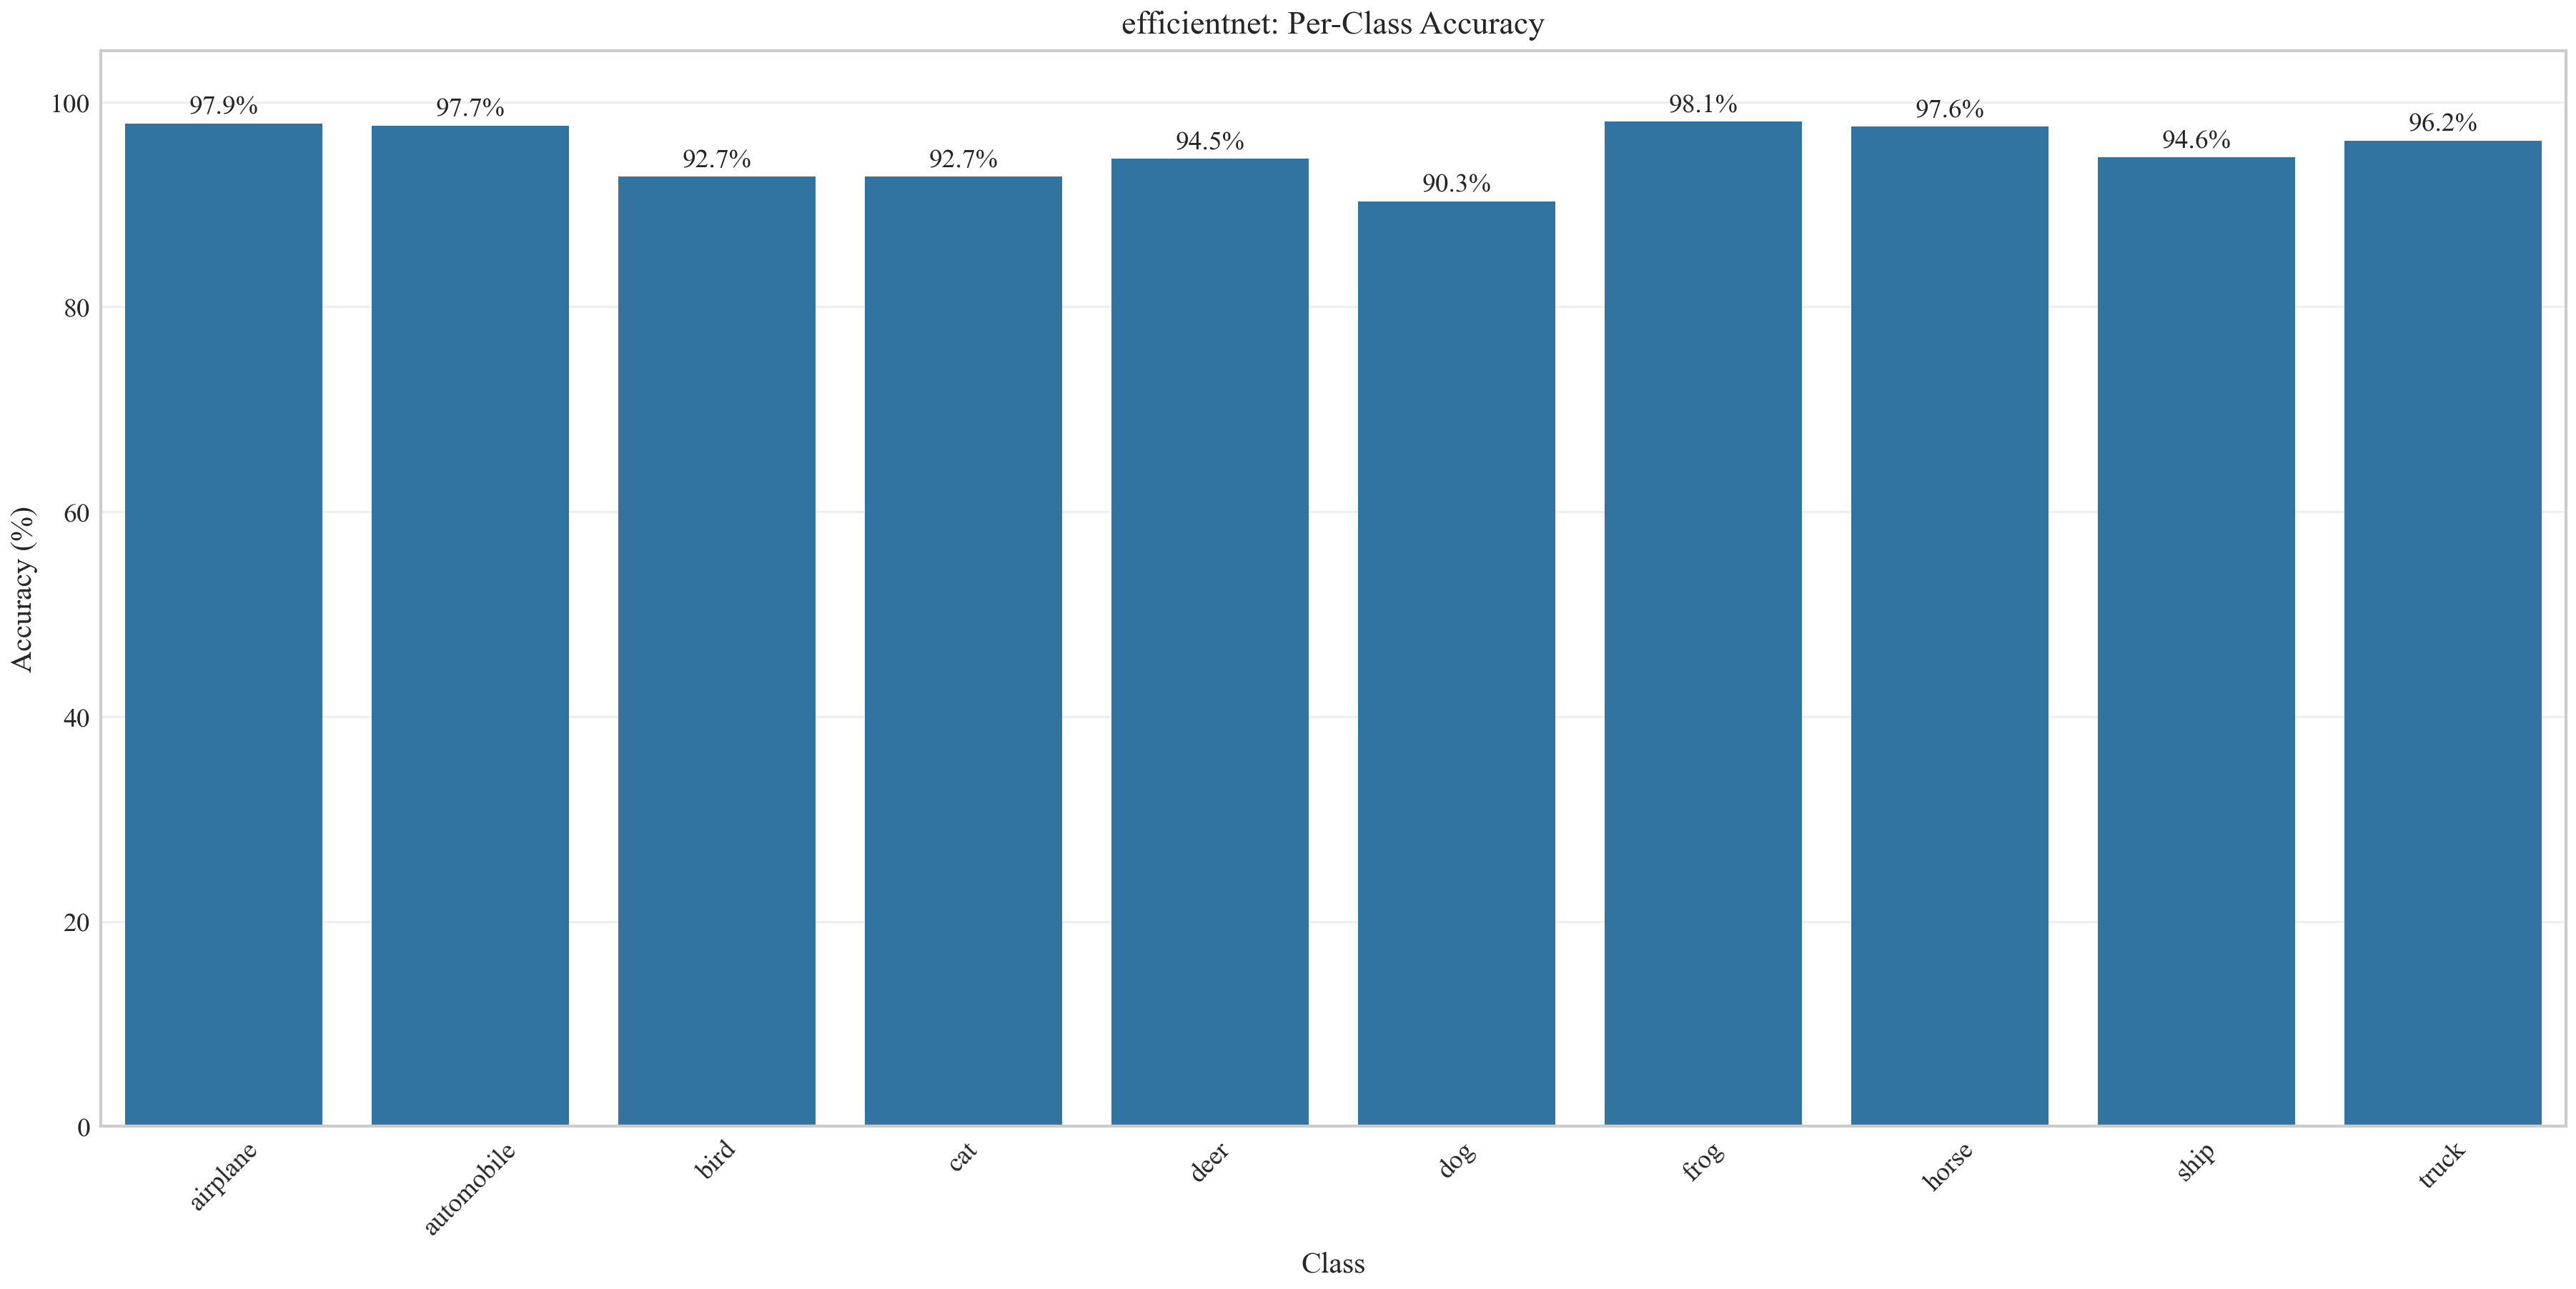 efficientnet: Per-Class Accuracy
Accuracy (%)
100
80
60
40
20
0
97.9%
97.7%
92.7%
92.7%
94.5%
90.3%
98.1%
97.6%
94.6%
96.2%
airplane
automobile
bird
cat
deer
dog
frog
horse
ship
truck
Class